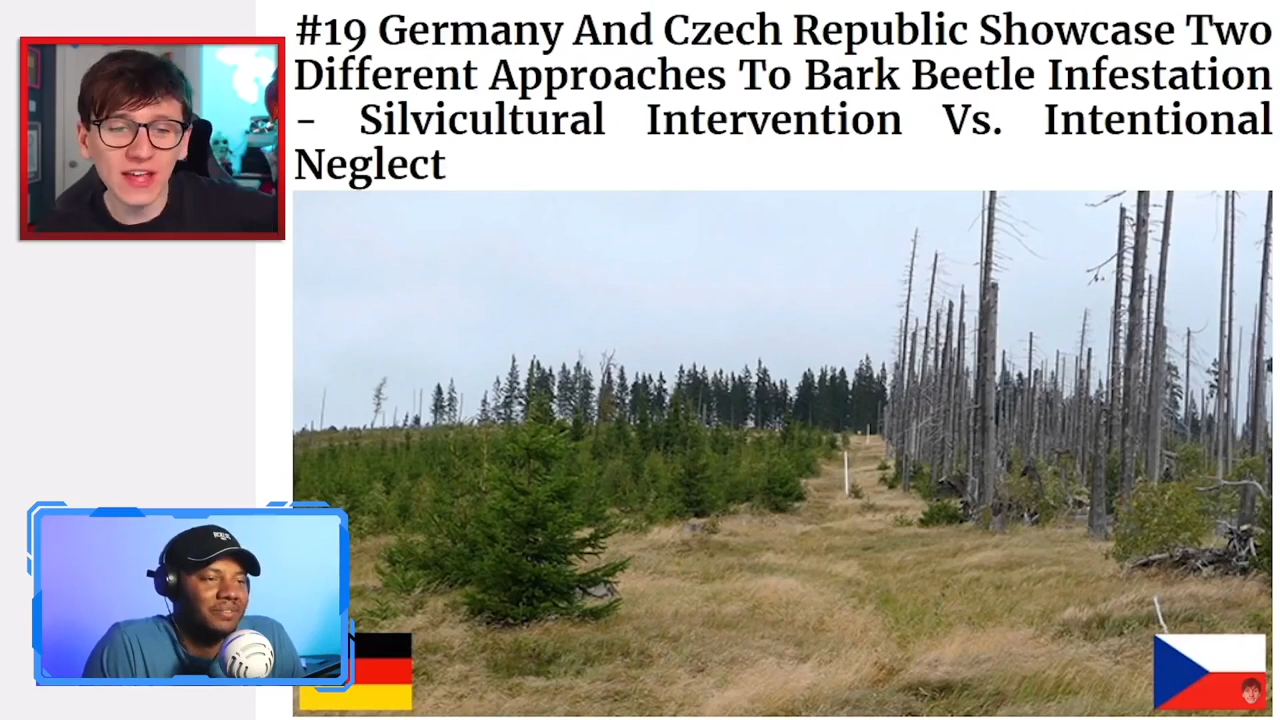 #19 Germany And Czech Republic Showcase Two
Different Approaches To Bark Beetle Infestation
- Silvicultural Intervention Vs. Intentional
Neglect